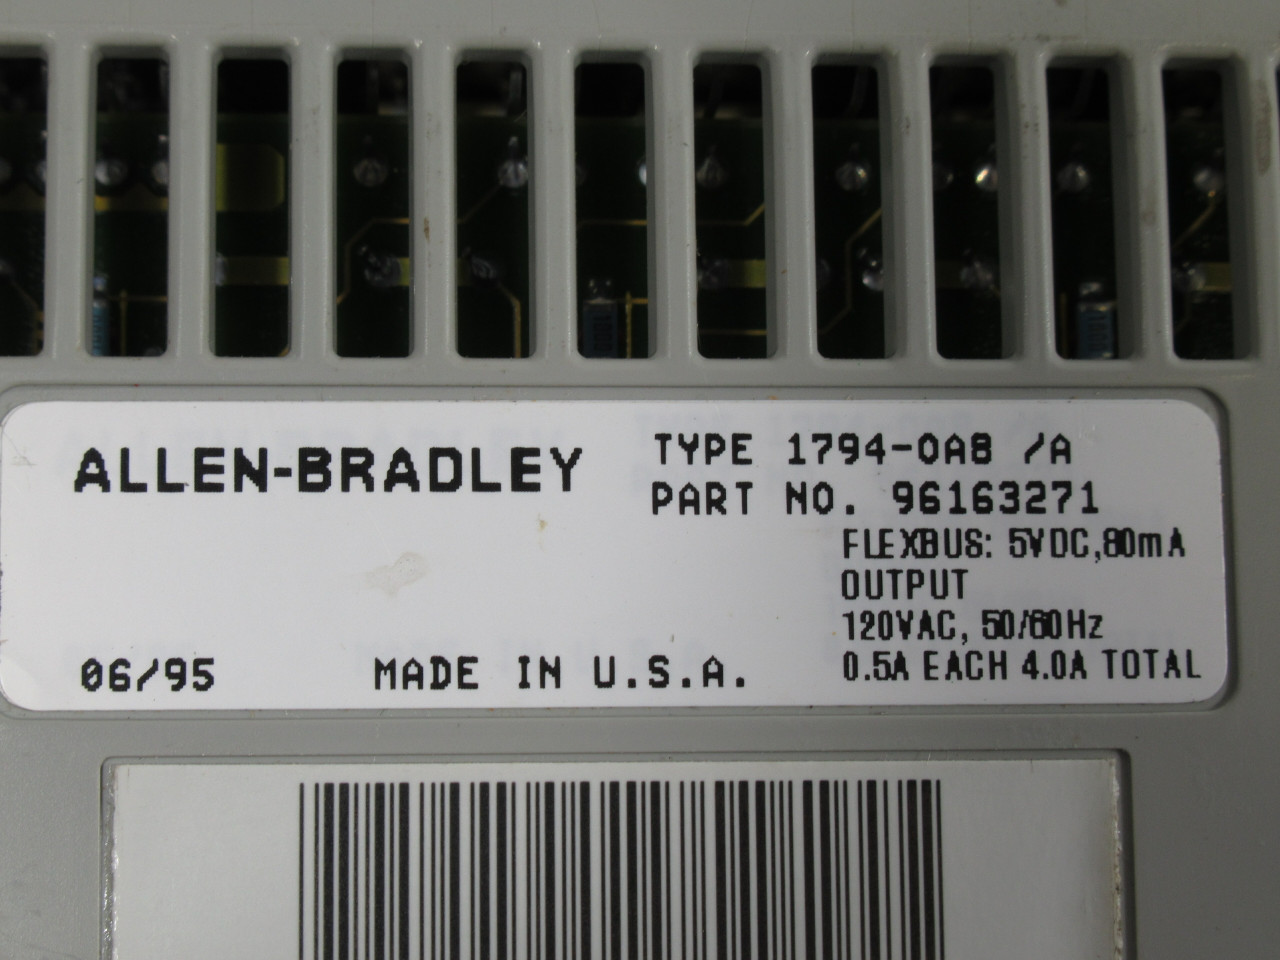 ALLEN-BRADLEY
TYPE 1794-OA8 /A
PART NO. 96163271
FLEXBUS: 5VDC,80mA
OUTPUT
120VAC, 50/60Hz
0.5A EACH 4.0A TOTAL
06/95 MADE IN U.S.A.